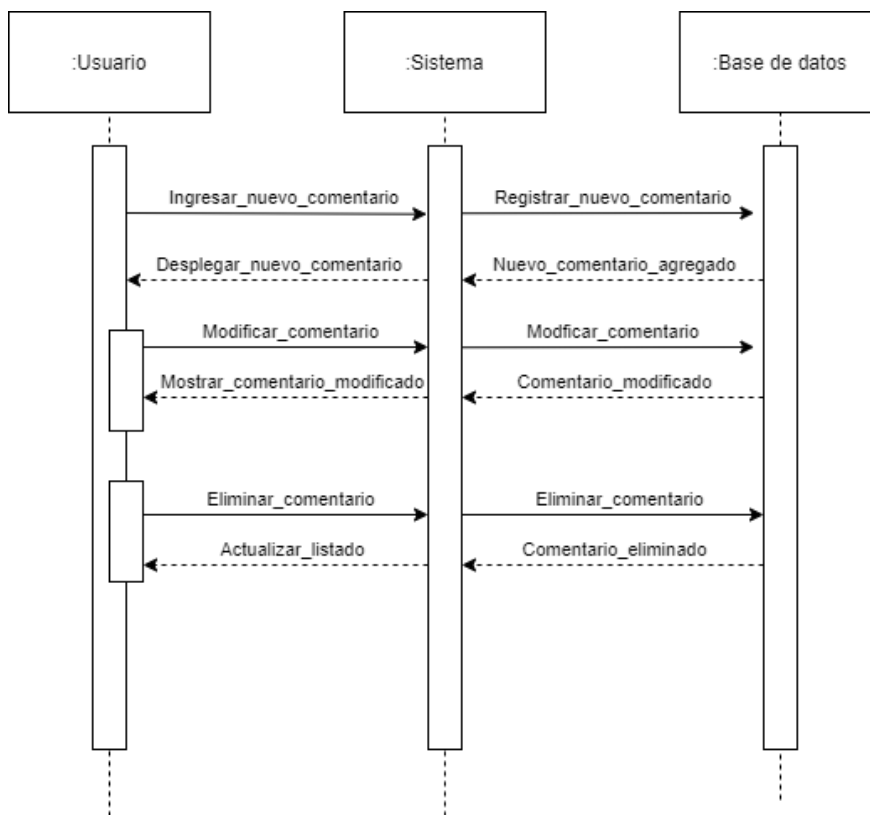 :Usuario
:Sistema
:Base de datos
Ingresar_nuevo_comentario
Registrar_nuevo_comentario
Desplegar_nuevo_comentario
Nuevo_comentario_agregado
Modificar_comentario
Modficar_comentario
Mostrar_comentario_modificado
Comentario_modificado
Eliminar_comentario
Eliminar_comentario
Actualizar_listado
Comentario_eliminado